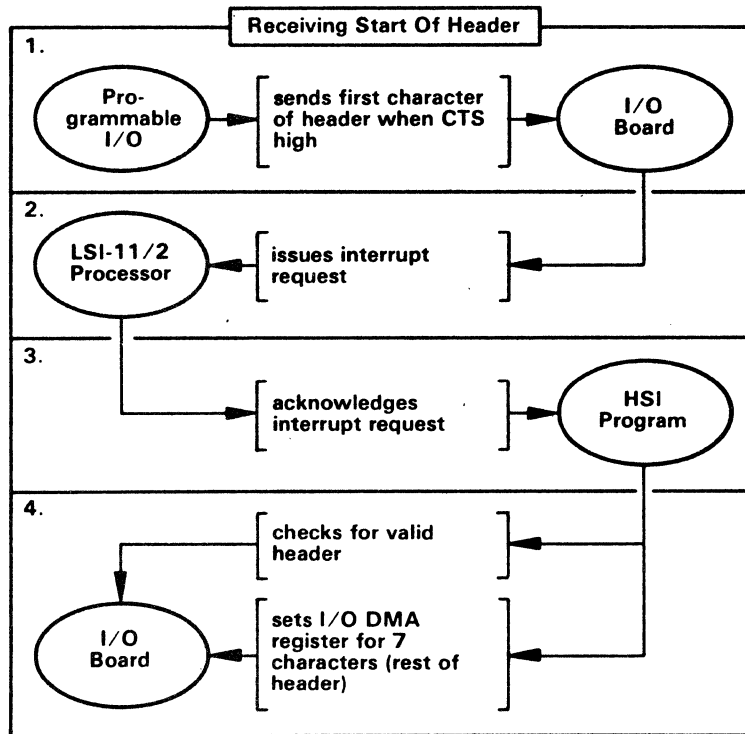 Receiving Start Of Header
1.
Pro-
grammable
I/O
sends first character
of header when CTS
high
I/O
Board
2.
LSI-11/2
Processor
issues interrupt
request
3.
acknowledges
interrupt request
HSI
Program
4.
checks for valid
header
I/O
Board
sets I/O DMA
register for 7
characters (rest of
header)